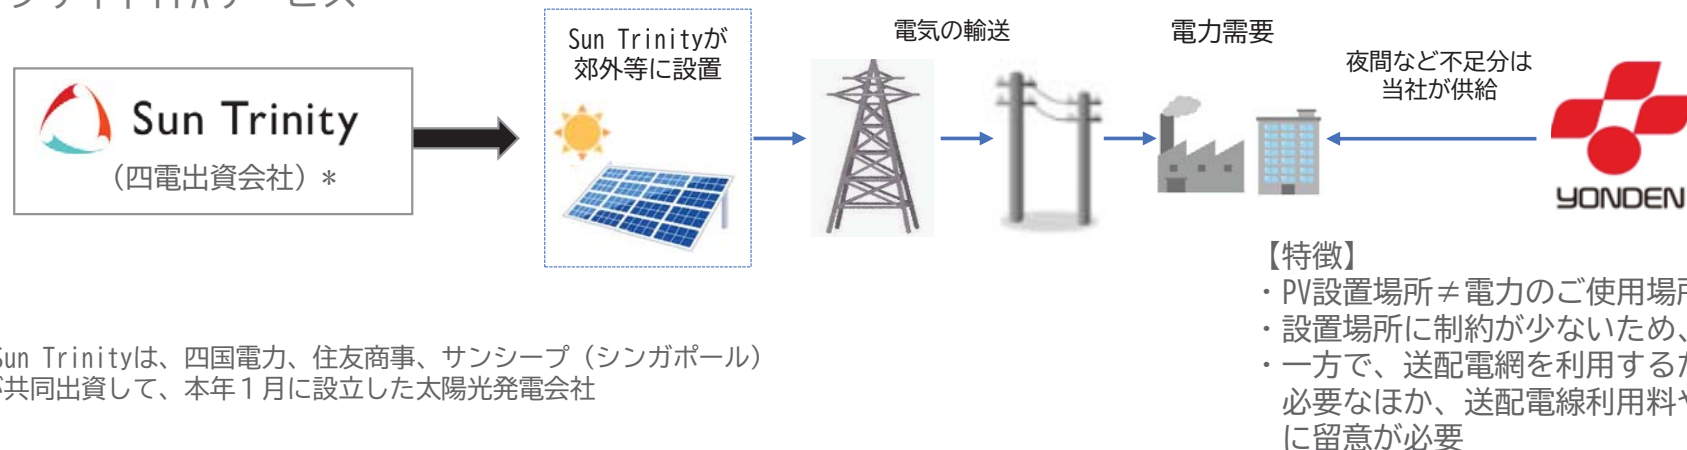 Sun Trinityが
郊外等に設置
電気の輸送
電力需要
夜間など不足分は
当社が供給
Sun Trinity
(四電出資会社)*
YONDEN
【特徴】
・PV設置場所≠電力のご使用場所
・設置場所に制約が少ないため、
・一方で、送配電網を利用するた
必要なほか、送配電線利用料や
に留意が必要
Sun Trinityは、四国電力、住友商事、サンシープ（シンガポール）
が共同出資して、本年１月に設立した太陽光発電会社